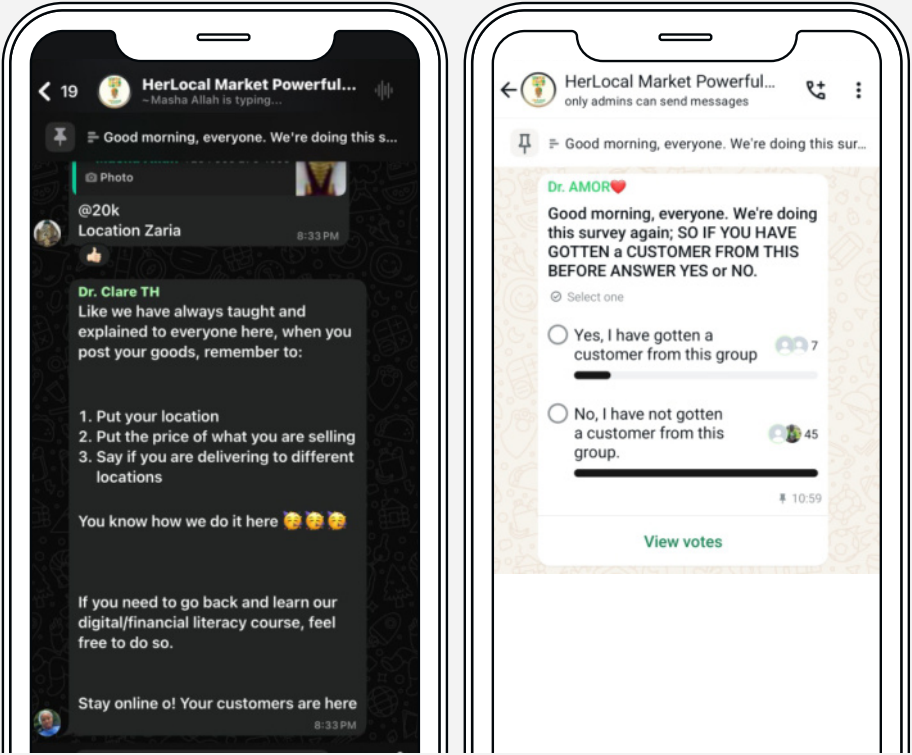 19
HerLocal Market Powerful...
~Masha Allah is typing...
Good morning, everyone. We're doing this s...
Photo
@20k
Location Zaria
8:33 PM
Dr. Clare TH
Like we have always taught and
explained to everyone here, when you
post your goods, remember to:
1. Put your location
2. Put the price of what you are selling
3. Say if you are delivering to different
locations
You know how we do it here 🥳🥳🥳
If you need to go back and learn our
digital/financial literacy course, feel
free to do so.
Stay online o! Your customers are here
8:33 PM
HerLocal Market Powerful...
only admins can send messages
Good morning, everyone. We're doing this sur...
Dr. AMOR❤️
Good morning, everyone. We're doing
this survey again; SO IF YOU HAVE
GOTTEN a CUSTOMER FROM THIS
BEFORE ANSWER YES or NO.
Select one
Yes, I have gotten a
customer from this group
7
No, I have not gotten
a customer from this
group.
45
10:59
View votes